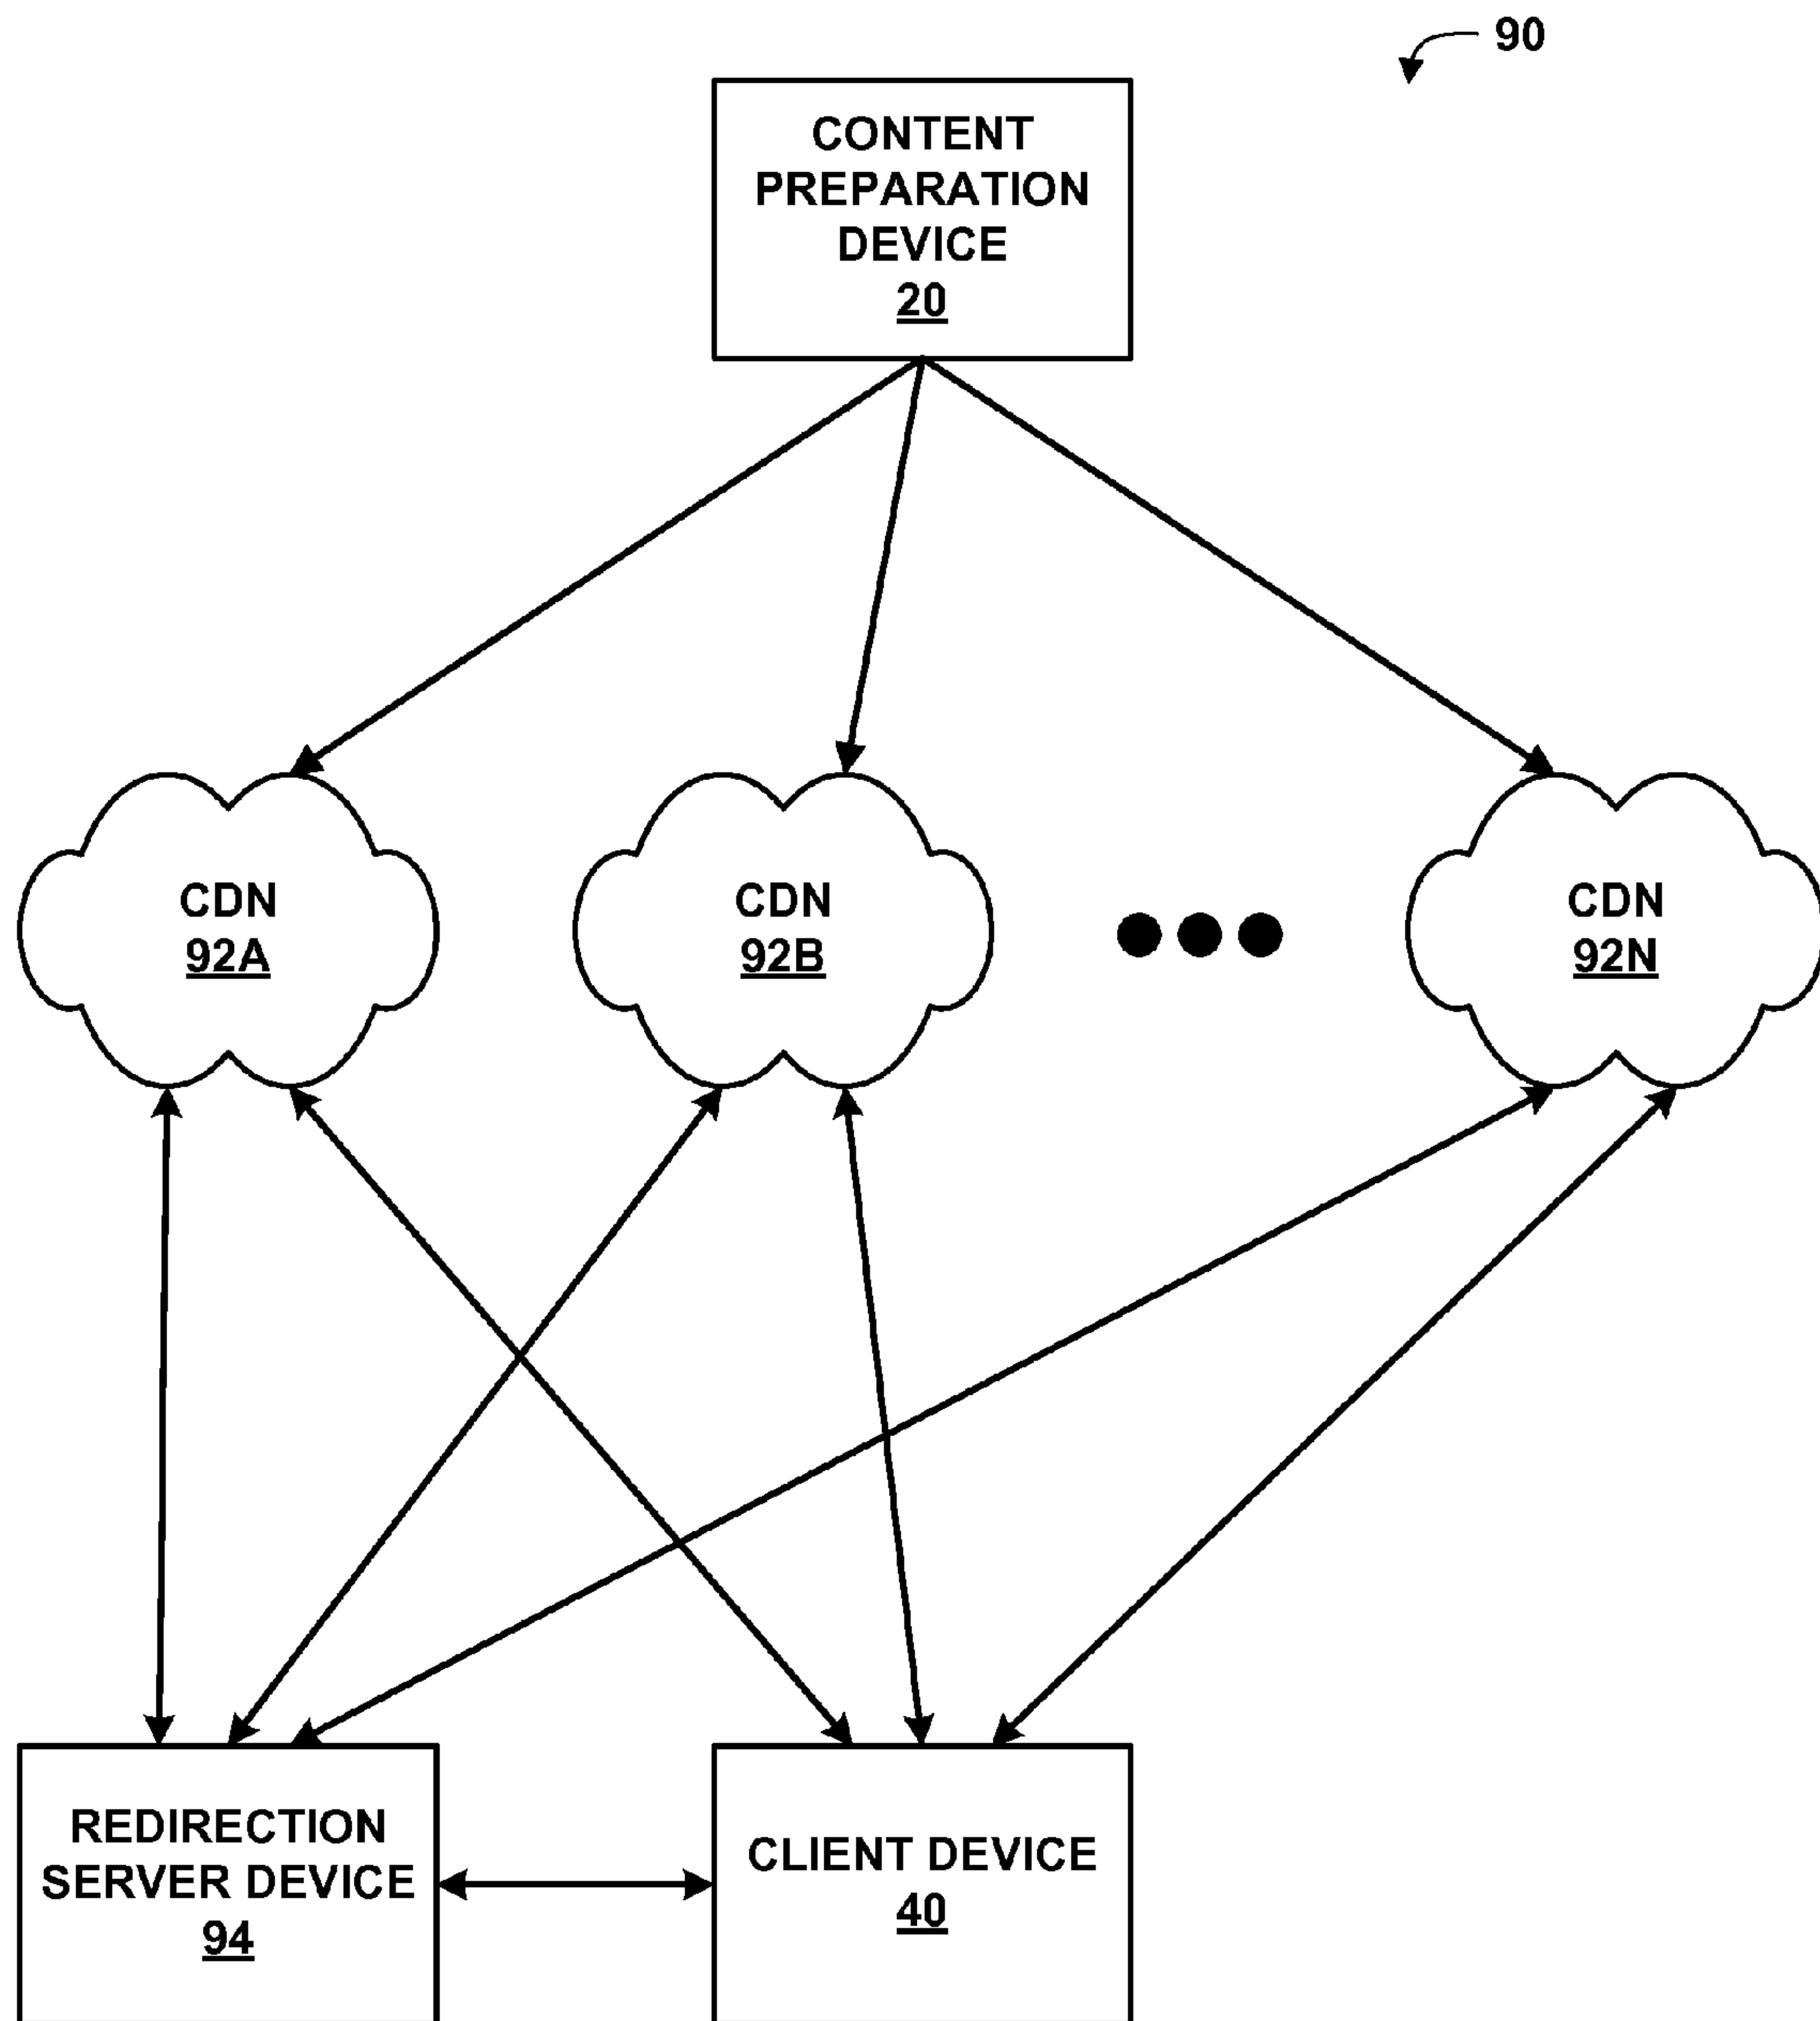 90
CONTENT
PREPARATION
DEVICE
20
CDN
92A
CDN
92B
CDN
92N
REDIRECTION
SERVER DEVICE
94
CLIENT DEVICE
40